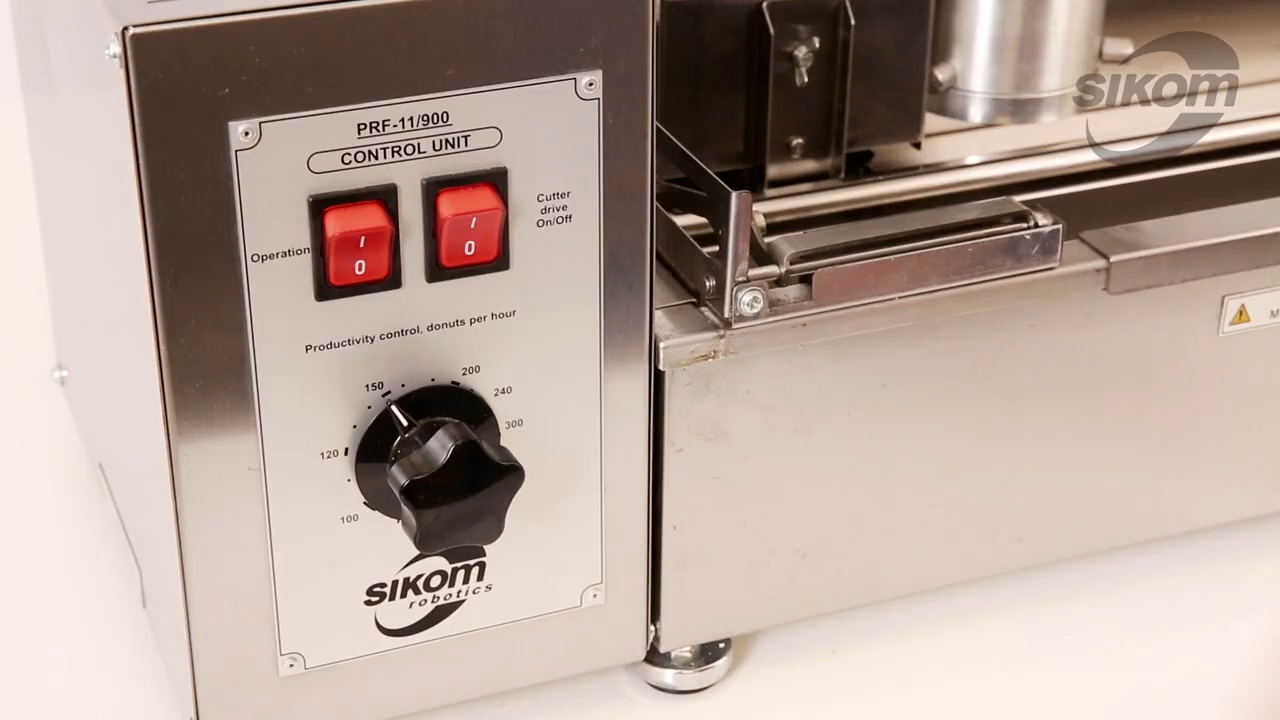 SIKOM
PRF-11/900
CONTROL UNIT
Operation
I
0
I
0
Cutter
drive
On/Off
Productivity control, donuts per hour
100
120
150
200
240
300
SIKOM
robotics